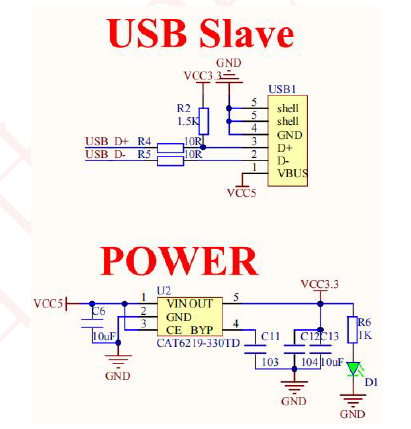 USB Slave
GND
VCC3.3
USB1
R2
1.5K
5 shell
5 shell
4 GND
USB D+ R4 10R 3 D+
USB D- R5 10R 2 D-
1 VBUS
VCC5
POWER
U2
VCC3.3
VCC5 1 VIN OUT 5
C6 2 GND
3 CE BYP 4
10uF
CAT6219-330TD
C11 C12 C13
103 104 10uF
R6
1K
D1
GND
GND
GND